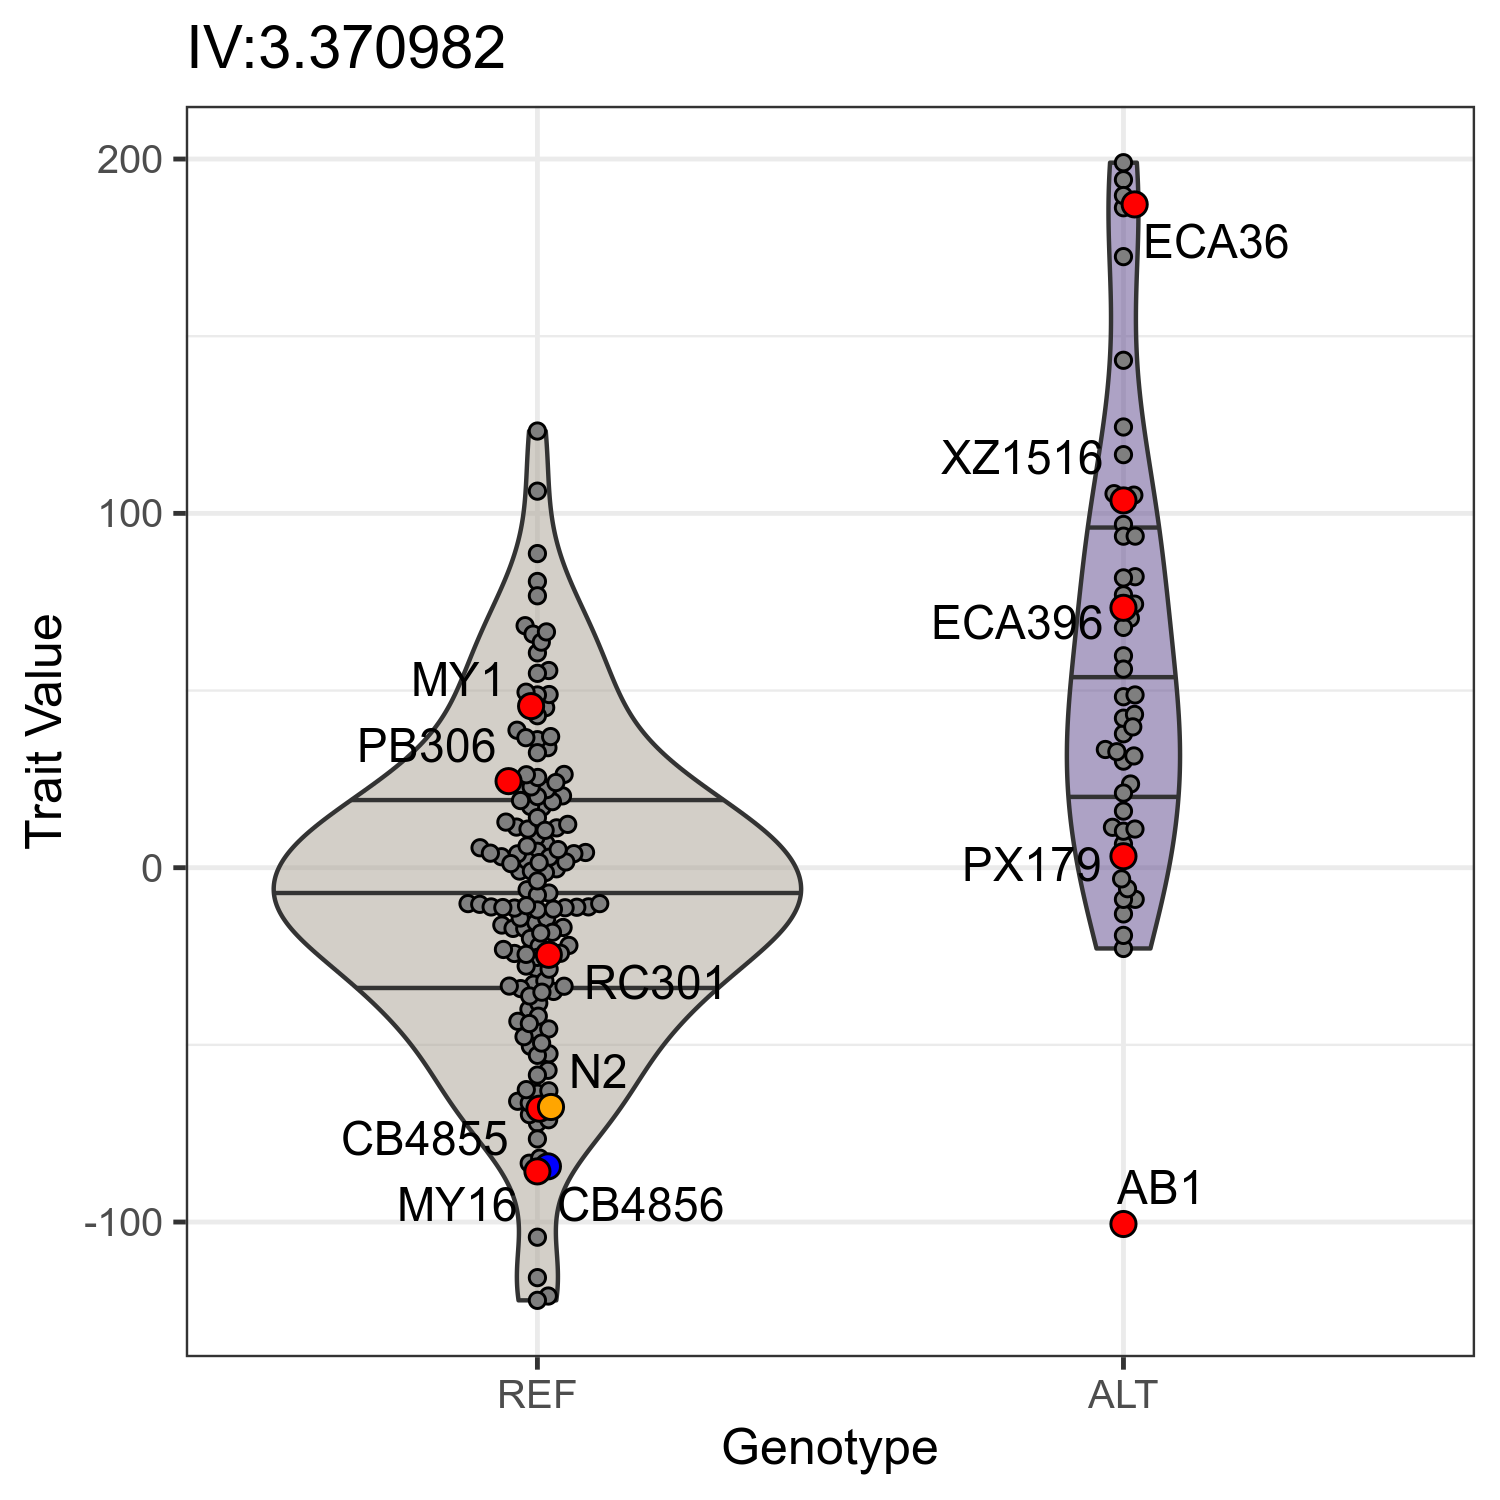 IV:3.370982
200
100
0
-100
Trait Value
ECA36
XZ1516
ECA396
MY1
PB306
PX179
RC301
N2
CB4855
AB1
MY16
CB4856
REF
ALT
Genotype